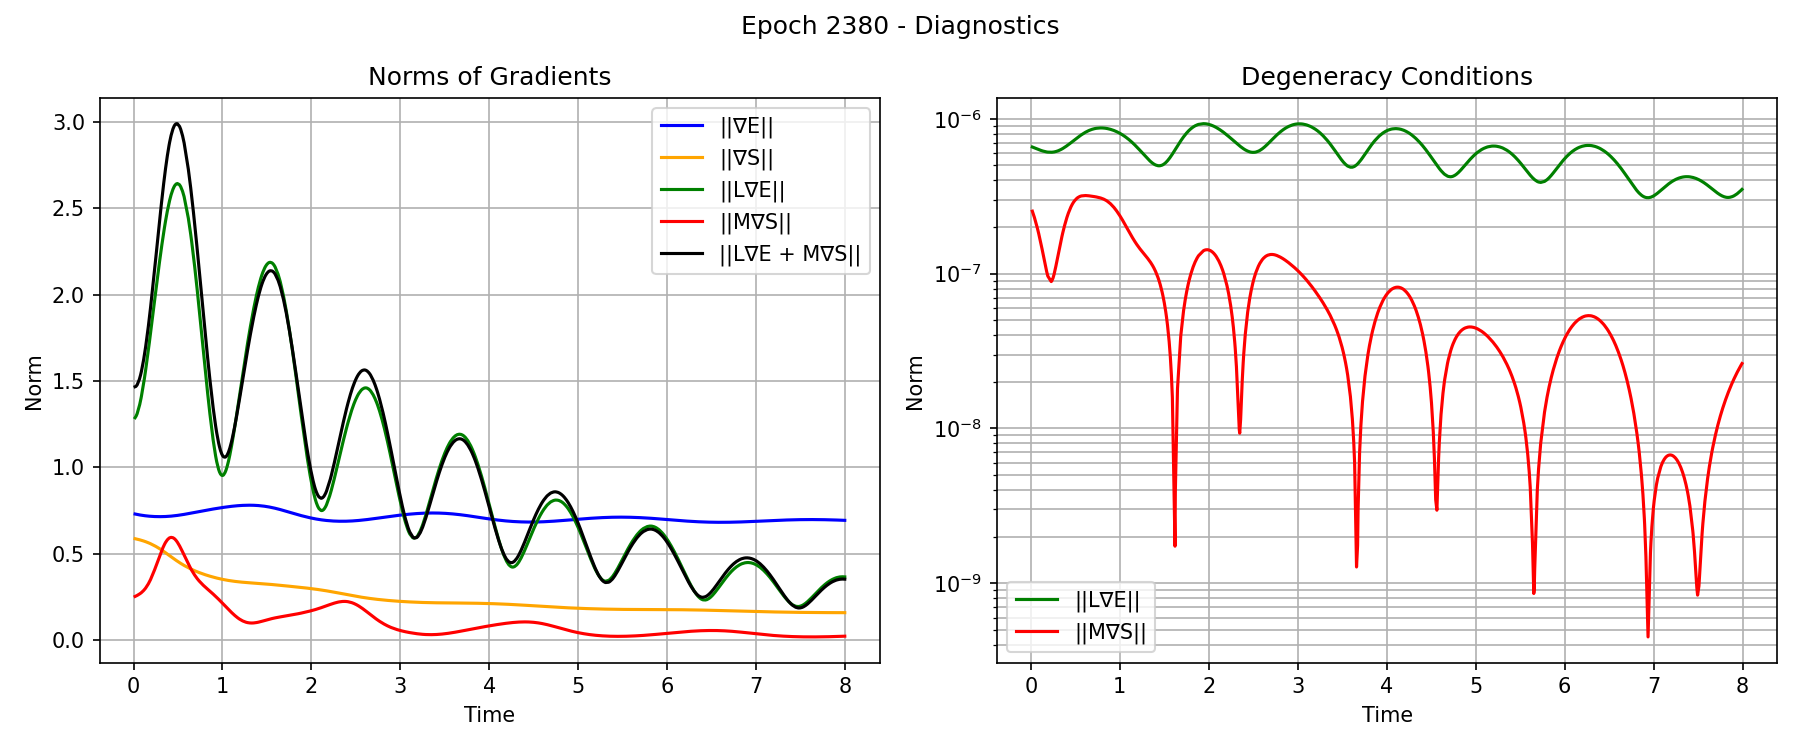 Epoch 2380 - Diagnostics
Norms of Gradients
3.0
2.5
2.0
1.5
1.0
0.5
0.0
Norm
0 1 2 3 4 5 6 7 8
Time
||∇E||
||∇S||
||L∇E||
||M∇S||
||L∇E + M∇S||
Degeneracy Conditions
10⁻⁶
10⁻⁷
10⁻⁸
10⁻⁹
Norm
0 1 2 3 4 5 6 7 8
Time
||L∇E||
||M∇S||